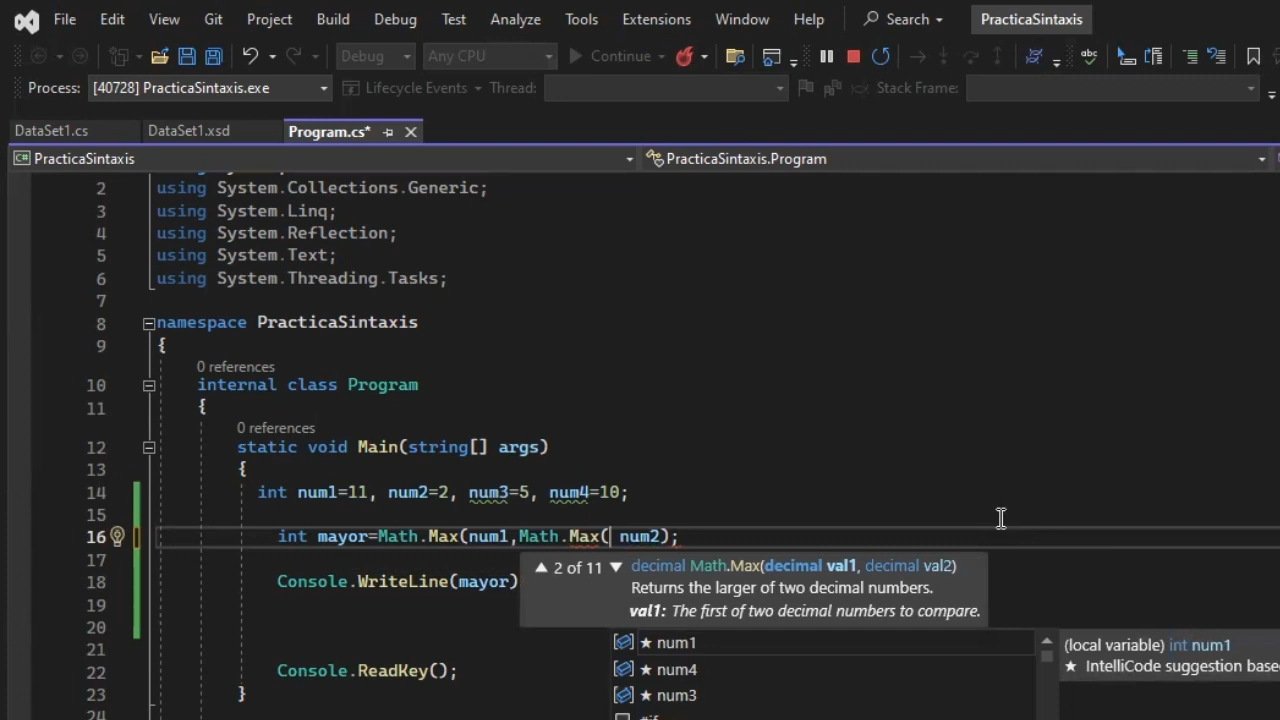 File Edit View Git Project Build Debug Test Analyze Tools Extensions Window Help Search PracticaSintaxis
Debug Any CPU Continue
Process: [40728] PracticaSintaxis.exe Lifecycle Events Thread: Stack Frame:
DataSet1.cs DataSet1.xsd Program.cs*
C# PracticaSintaxis PracticaSintaxis.Program
2 using System.Collections.Generic;
3 using System.Linq;
4 using System.Reflection;
5 using System.Text;
6 using System.Threading.Tasks;
7
8 namespace PracticaSintaxis
9 {
0 references
10 internal class Program
11 {
0 references
12 static void Main(string[] args)
13 {
14 int num1=11, num2=2, num3=5, num4=10;
15
16 int mayor=Math.Max(num1,Math.Max( num2);
17
▲ 2 of 11 ▼ decimal Math.Max(decimal val1, decimal val2)
Returns the larger of two decimal numbers.
val1: The first of two decimal numbers to compare.
18 Console.WriteLine(mayor)
19
20
21
★ num1
★ num4
★ num3
(local variable) int num1
★ IntelliCode suggestion base
22 Console.ReadKey();
23 }
24